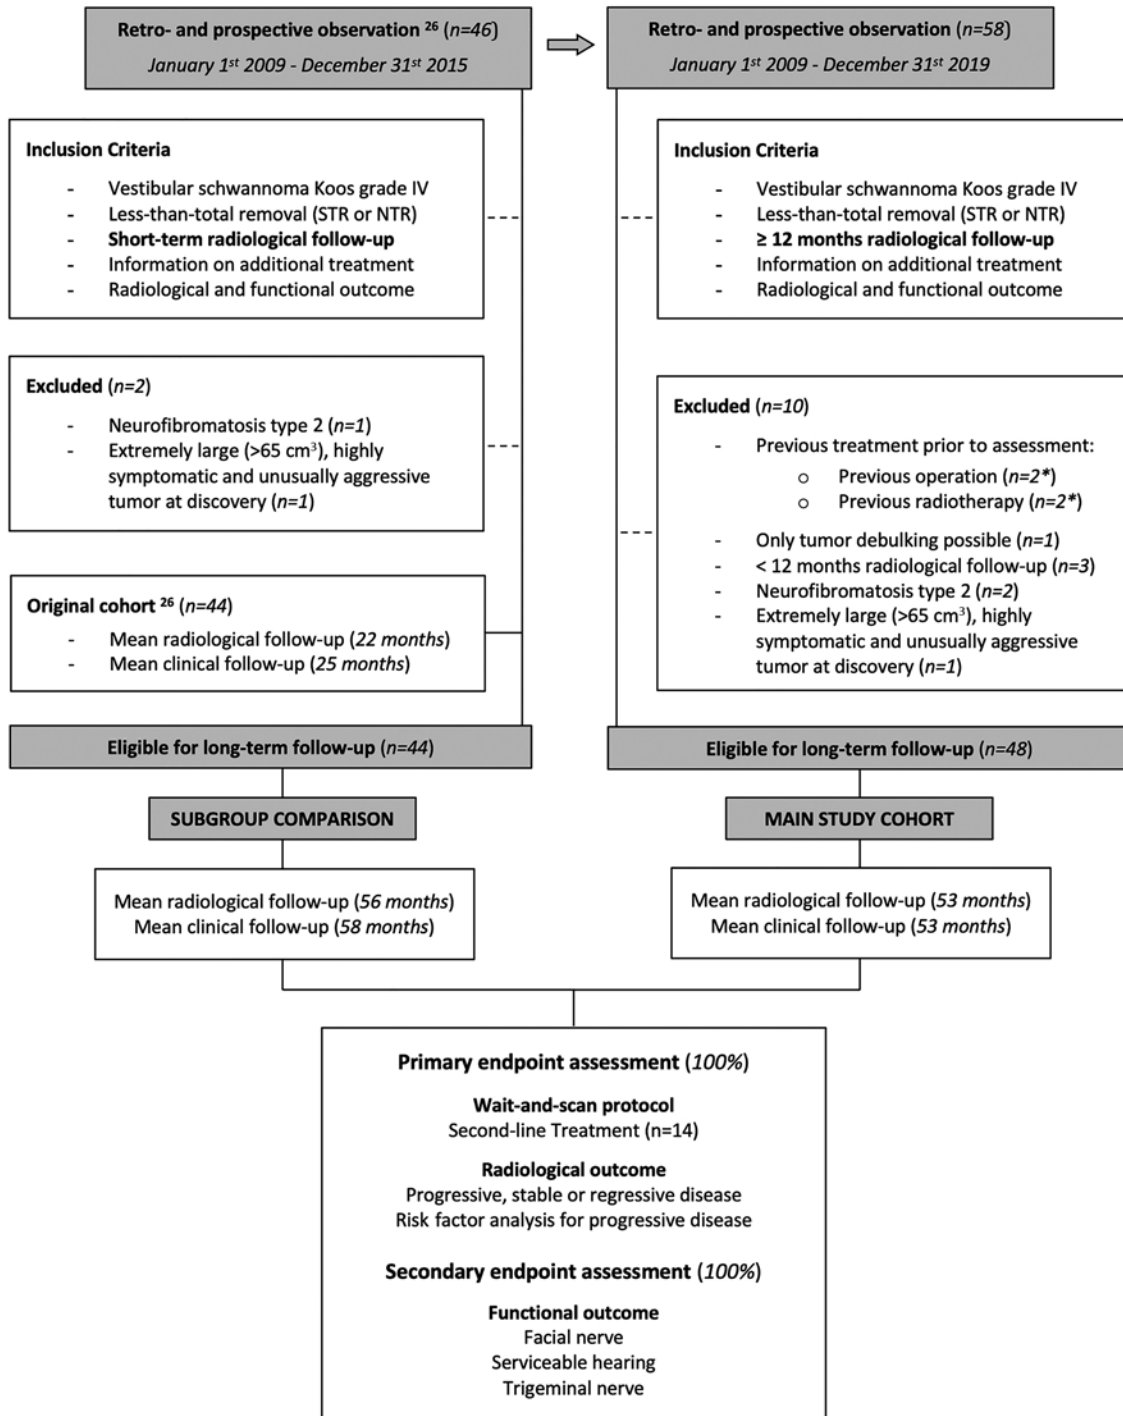 Retro- and prospective observation ²⁶ (n=46)
January 1ˢᵗ 2009 - December 31ˢᵗ 2015
Retro- and prospective observation (n=58)
January 1ˢᵗ 2009 - December 31ˢᵗ 2019
Inclusion Criteria
- Vestibular schwannoma Koos grade IV
- Less-than-total removal (STR or NTR)
- Short-term radiological follow-up
- Information on additional treatment
- Radiological and functional outcome
Inclusion Criteria
- Vestibular schwannoma Koos grade IV
- Less-than-total removal (STR or NTR)
- ≥ 12 months radiological follow-up
- Information on additional treatment
- Radiological and functional outcome
Excluded (n=2)
- Neurofibromatosis type 2 (n=1)
- Extremely large (>65 cm³), highly
symptomatic and unusually aggressive
tumor at discovery (n=1)
Excluded (n=10)
- Previous treatment prior to assessment:
o Previous operation (n=2*)
o Previous radiotherapy (n=2*)
- Only tumor debulking possible (n=1)
- < 12 months radiological follow-up (n=3)
- Neurofibromatosis type 2 (n=2)
- Extremely large (>65 cm³), highly
symptomatic and unusually aggressive
tumor at discovery (n=1)
Original cohort ²⁶ (n=44)
- Mean radiological follow-up (22 months)
- Mean clinical follow-up (25 months)
Eligible for long-term follow-up (n=44)
Eligible for long-term follow-up (n=48)
SUBGROUP COMPARISON
MAIN STUDY COHORT
Mean radiological follow-up (56 months)
Mean clinical follow-up (58 months)
Mean radiological follow-up (53 months)
Mean clinical follow-up (53 months)
Primary endpoint assessment (100%)
Wait-and-scan protocol
Second-line Treatment (n=14)
Radiological outcome
Progressive, stable or regressive disease
Risk factor analysis for progressive disease
Secondary endpoint assessment (100%)
Functional outcome
Facial nerve
Serviceable hearing
Trigeminal nerve